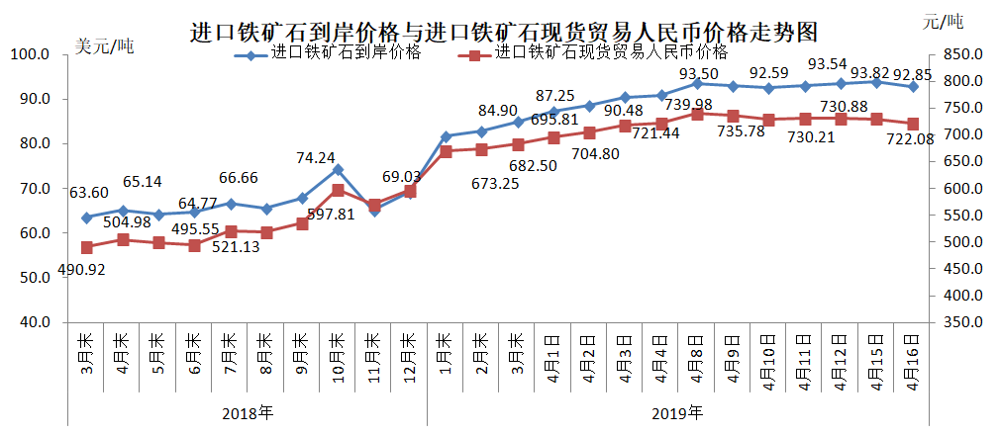 进口铁矿石到岸价格与进口铁矿石现货贸易人民币价格走势图
美元/吨
元/吨
进口铁矿石到岸价格
进口铁矿石现货贸易人民币价格
100.0
90.0
80.0
70.0
60.0
50.0
40.0
850.0
800.0
750.0
700.0
650.0
600.0
550.0
500.0
450.0
400.0
350.0
63.60
65.14
64.77
66.66
74.24
69.03
84.90
87.25
90.48
93.50
92.59
93.54
93.82
92.85
490.92
504.98
495.55
521.13
597.81
673.25
682.50
695.81
704.80
721.44
739.98
735.78
730.21
730.88
722.08
3月末
4月末
5月末
6月末
7月末
8月末
9月末
10月末
11月末
12月末
1月末
2月末
3月末
4月1日
4月2日
4月3日
4月4日
4月8日
4月9日
4月10日
4月11日
4月12日
4月15日
4月16日
2018年
2019年